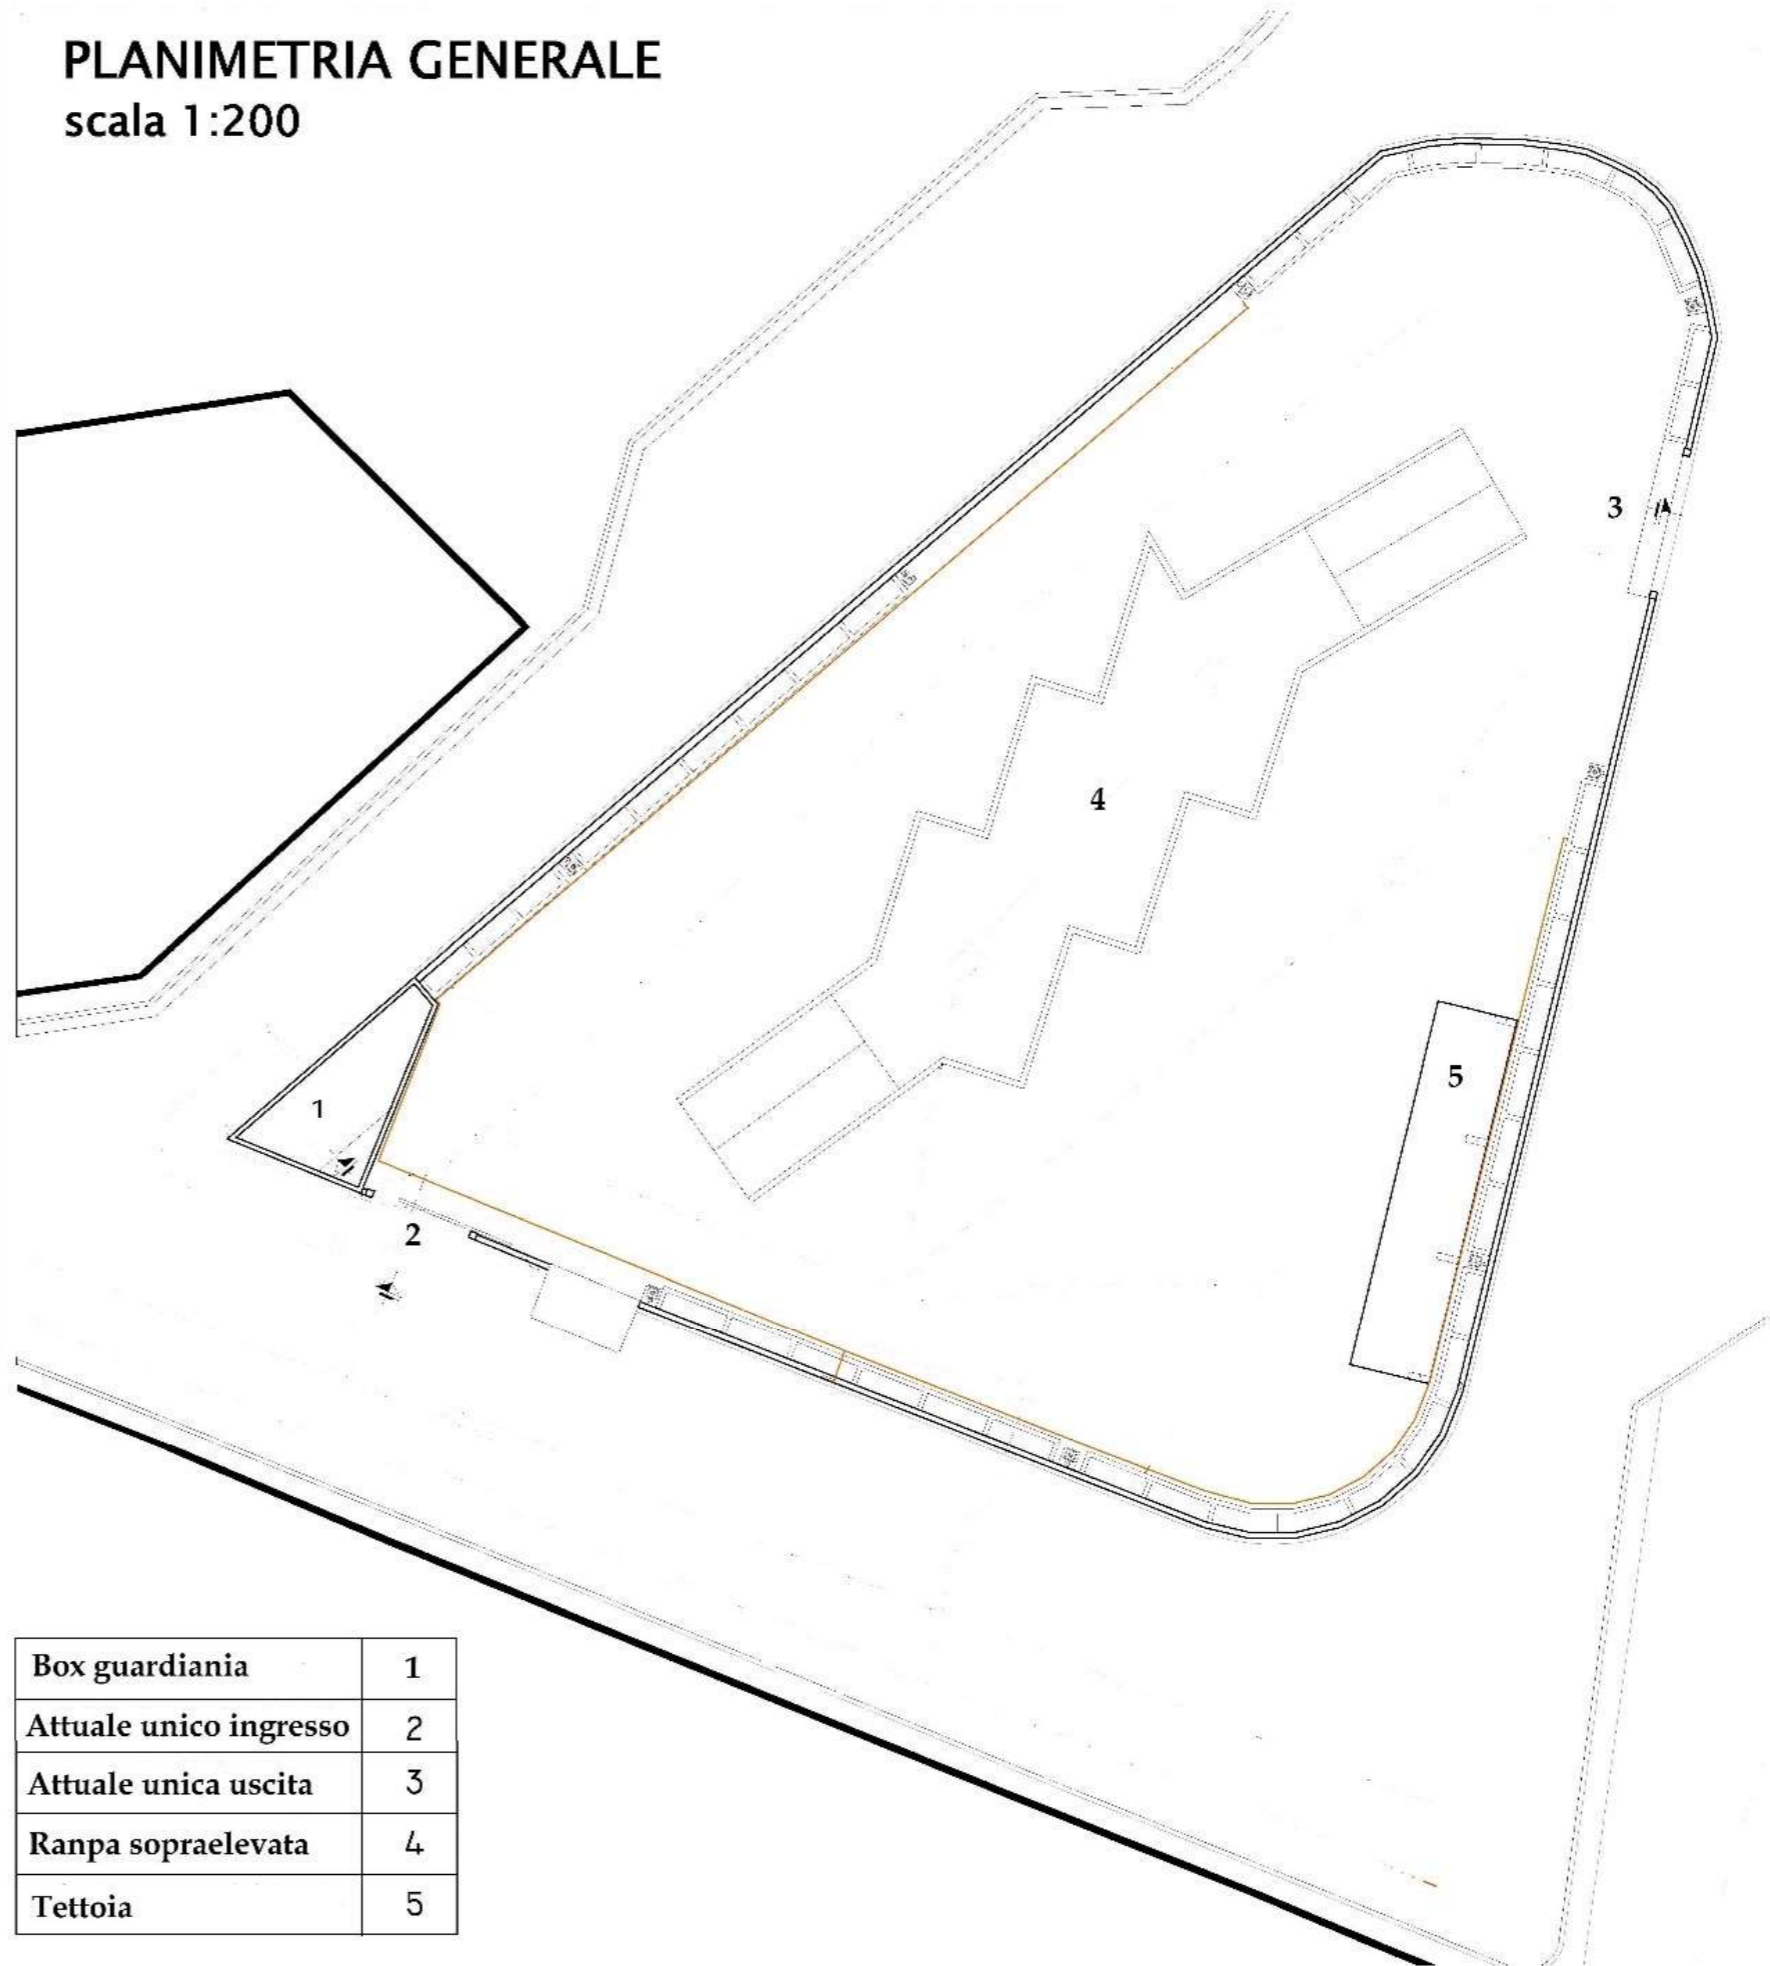 PLANIMETRIA GENERALE
scala 1:200
3
4
5
1
2
Box guardiania 1
Attuale unico ingresso 2
Attuale unica uscita 3
Ranpa sopraelevata 4
Tettoia 5